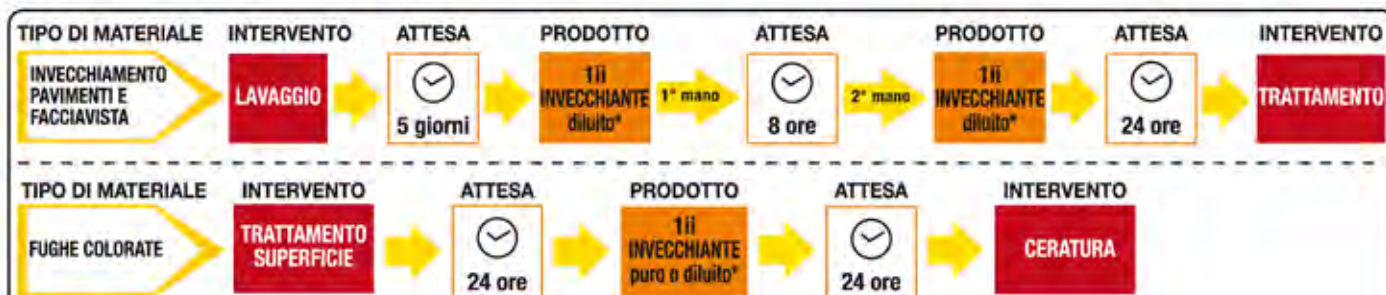 TIPO DI MATERIALE INTERVENTO ATTESA PRODOTTO ATTESA PRODOTTO ATTESA INTERVENTO
INVECCHIAMENTO
PAVIMENTI E
FACCIAVISTA
LAVAGGIO
5 giorni
1ii
INVECCHIANTE
diluito*
1° mano
8 ore
2° mano
1ii
INVECCHIANTE
diluito*
24 ore
TRATTAMENTO
TIPO DI MATERIALE INTERVENTO ATTESA PRODOTTO ATTESA INTERVENTO
FUGHE COLORATE
TRATTAMENTO
SUPERFICIE
24 ore
1ii
INVECCHIANTE
puro o diluito*
24 ore
CERATURA